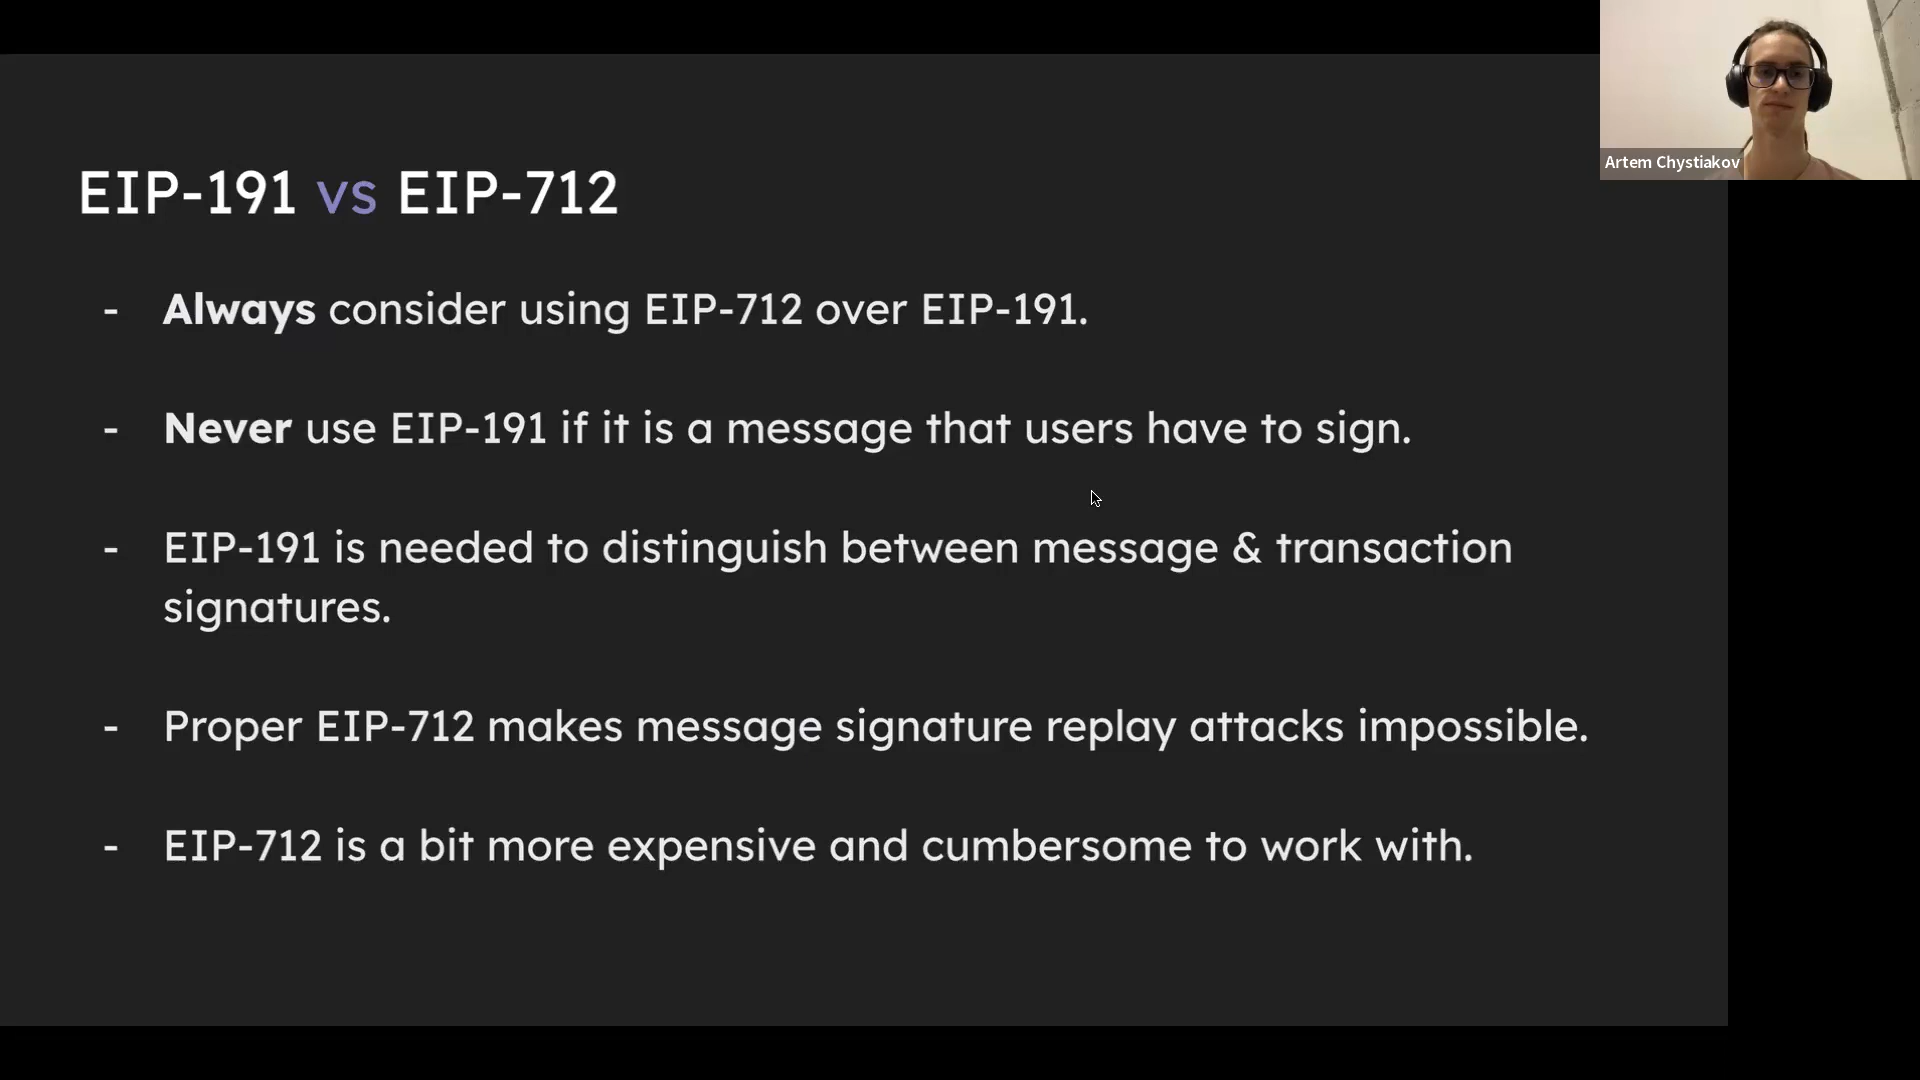 Artem Chystiakov
EIP-191 vs EIP-712
- Always consider using EIP-712 over EIP-191.
- Never use EIP-191 if it is a message that users have to sign.
- EIP-191 is needed to distinguish between message & transaction
signatures.
- Proper EIP-712 makes message signature replay attacks impossible.
- EIP-712 is a bit more expensive and cumbersome to work with.